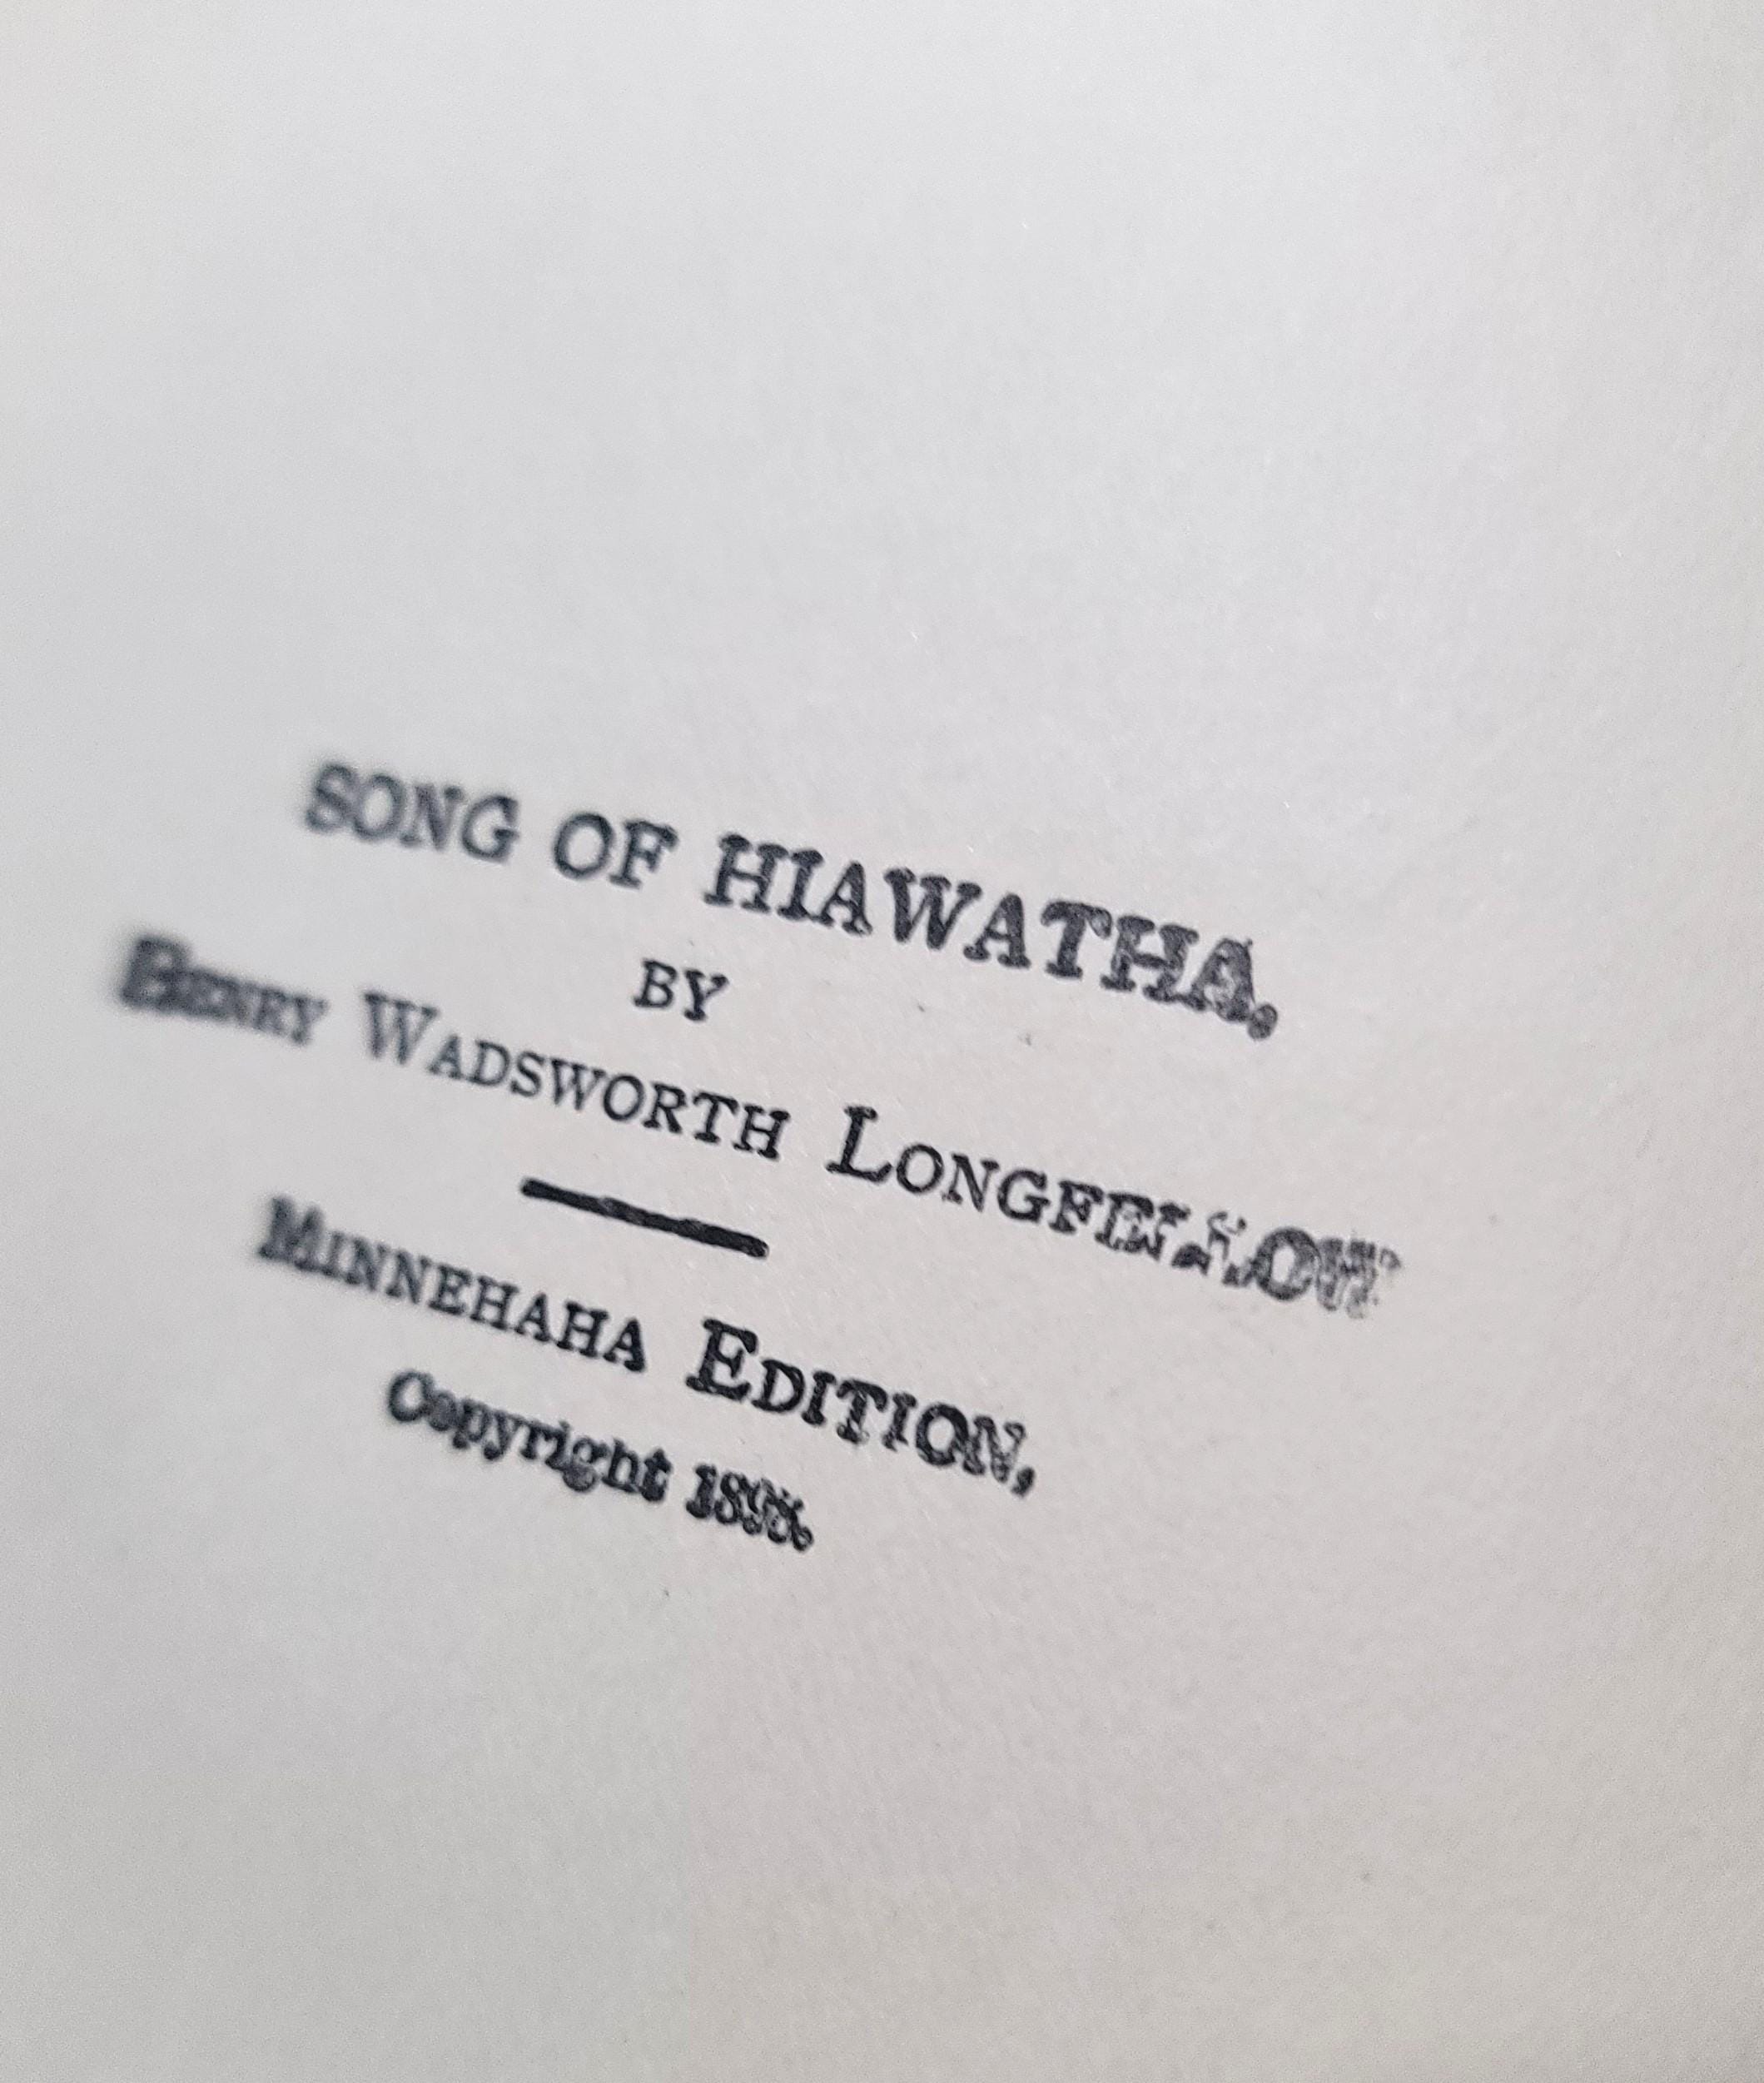 SONG OF HIAWATHA.
BY
HENRY WADSWORTH LONGFELLOW
MINNEHAHA EDITION,
Copyright